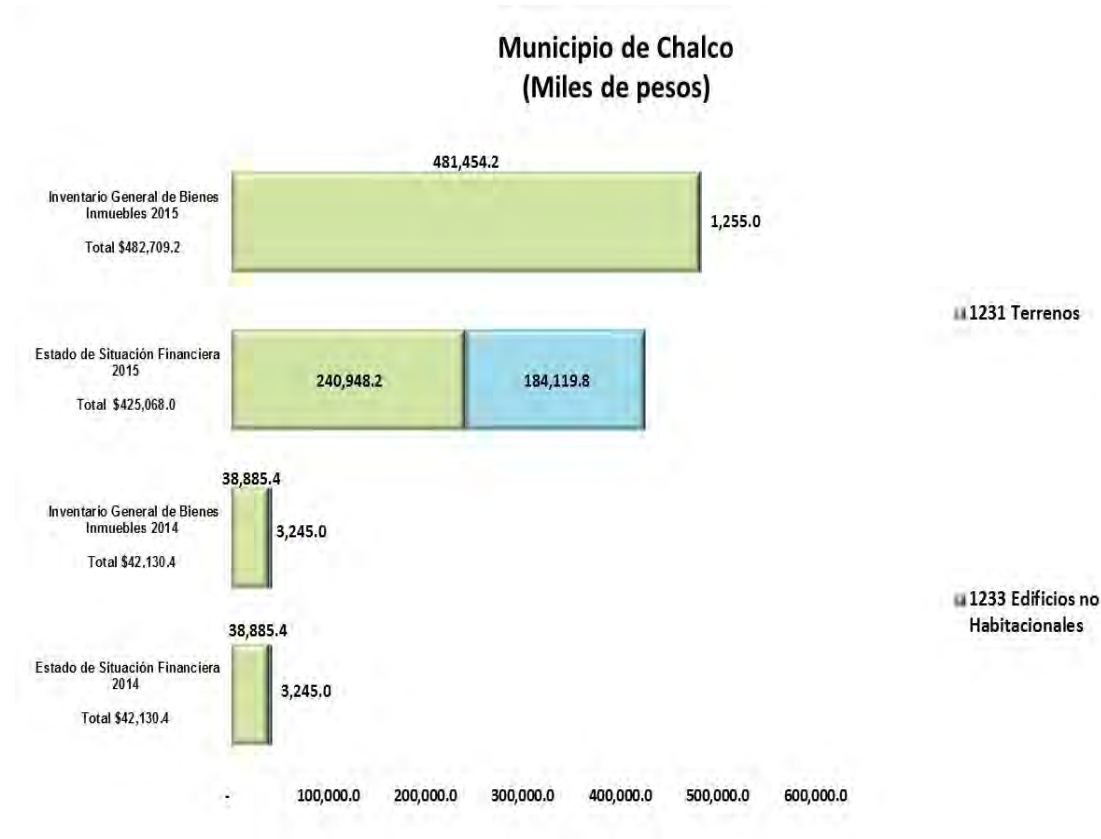 Municipio de Chalco
(Miles de pesos)
481,454.2
Inventario General de Bienes
Inmuebles 2015
Total $482,709.2
1,255.0
1231 Terrenos
Estado de Situación Financiera
2015
Total $425,068.0
240,948.2
184,119.8
38,885.4
Inventario General de Bienes
Inmuebles 2014
Total $42,130.4
3,245.0
1233 Edificios no
Habitacionales
38,885.4
Estado de Situación Financiera
2014
Total $42,130.4
3,245.0
- 100,000.0 200,000.0 300,000.0 400,000.0 500,000.0 600,000.0